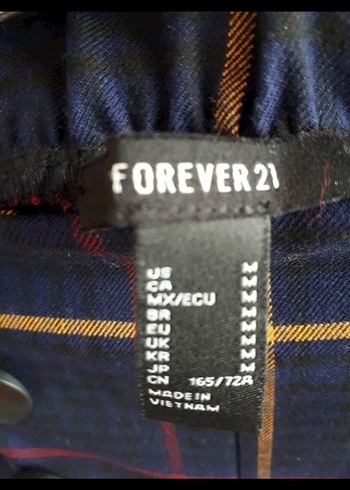 FOREVER 21
US M
CA M
MX/ECU M
BR M
EU M
UK M
KR M
JP M
CN 165/72A
MADE IN
VIETNAM